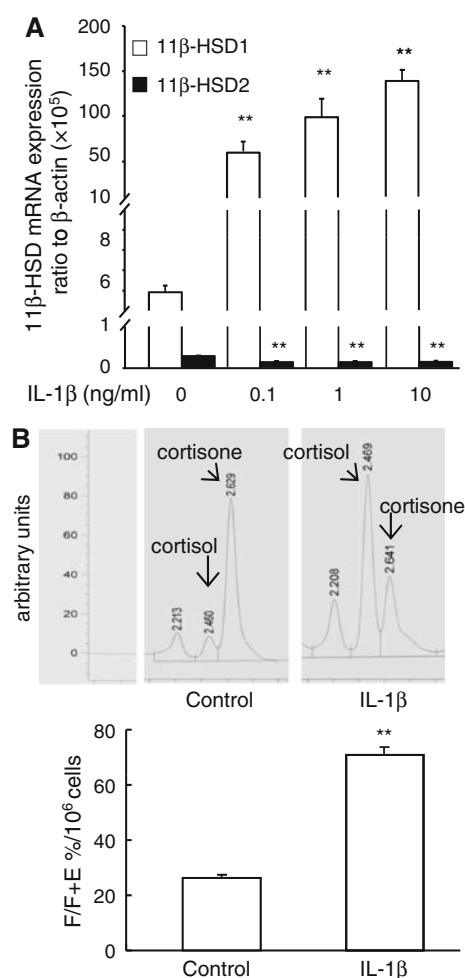 A
200
150
100
50
10
8
6
1
0
11β-HSD mRNA expression
ratio to β-actin (×10⁵)
11β-HSD1
11β-HSD2
**
**
**
**
**
**
IL-1β (ng/ml)
0
0.1
1
10
B
100
80
60
40
20
0
arbitrary units
cortisone
cortisol
2.213
2.460
2.629
Control
cortisol
cortisone
2.208
2.469
2.641
IL-1β
80
60
40
20
0
F/F+E %/10⁶ cells
**
Control
IL-1β